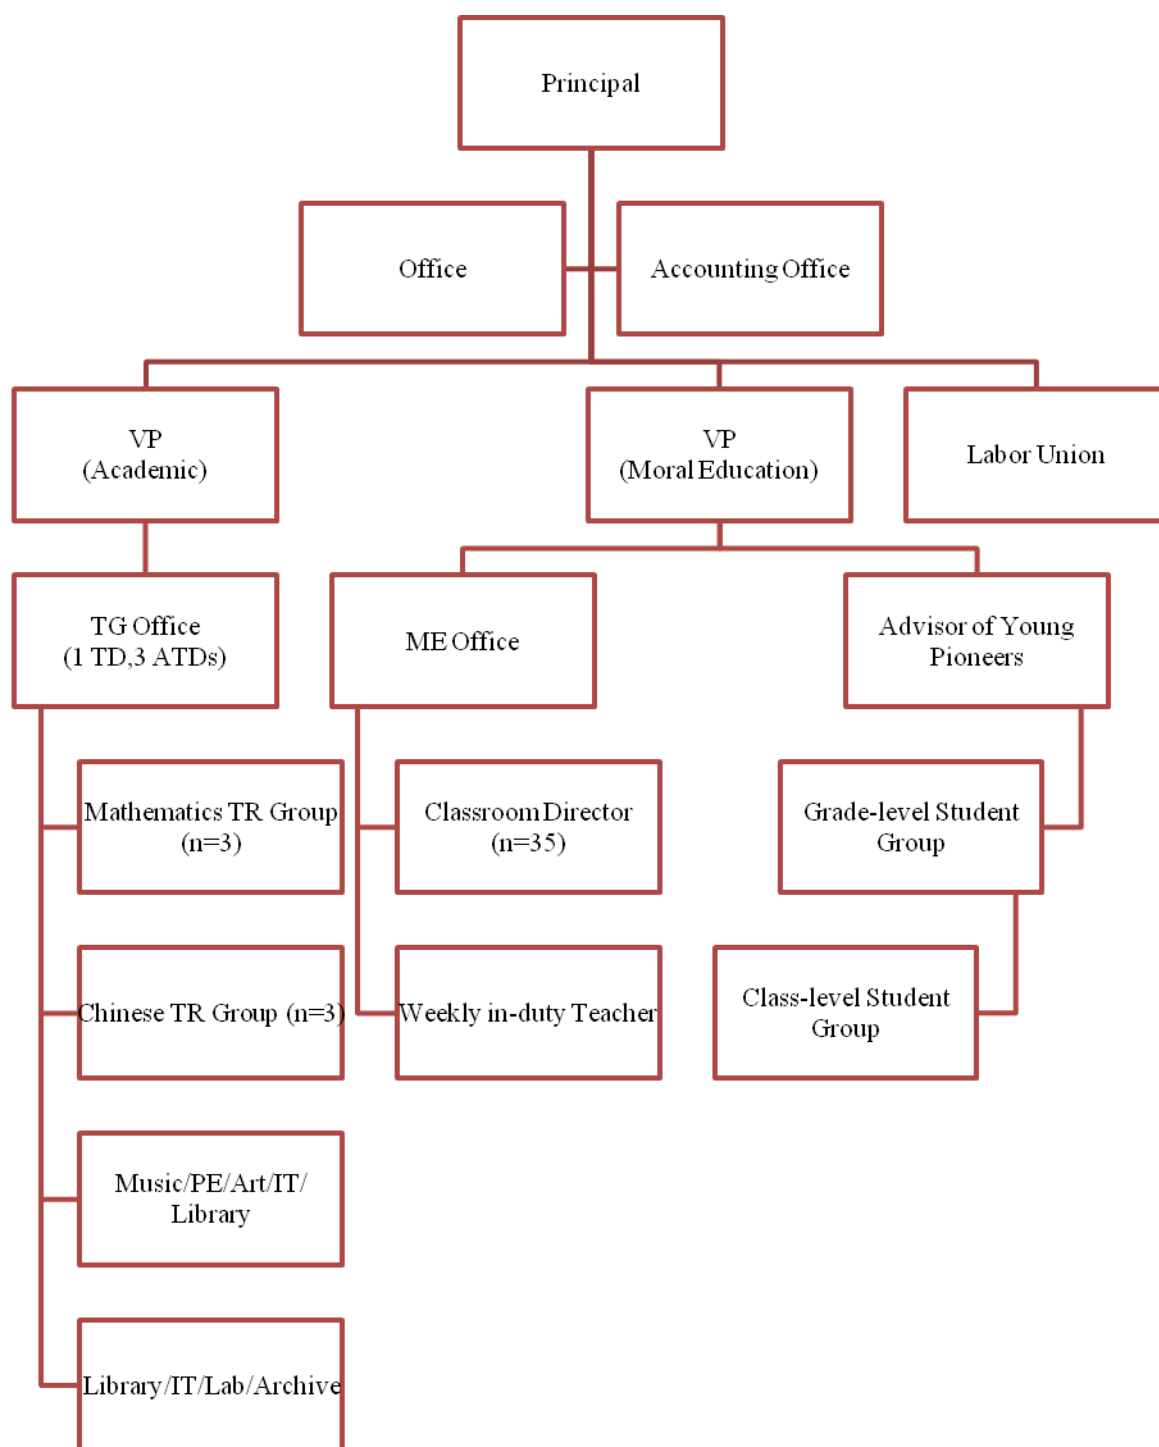 Principal
Office
Accounting Office
VP
(Academic)
VP
(Moral Education)
Labor Union
TG Office
(1 TD,3 ATDs)
ME Office
Advisor of Young
Pioneers
Mathematics TR Group
(n=3)
Classroom Director
(n=35)
Grade-level Student
Group
Chinese TR Group (n=3)
Weekly in-duty Teacher
Class-level Student
Group
Music/PE/Art/IT/
Library
Library/IT/Lab/Archive